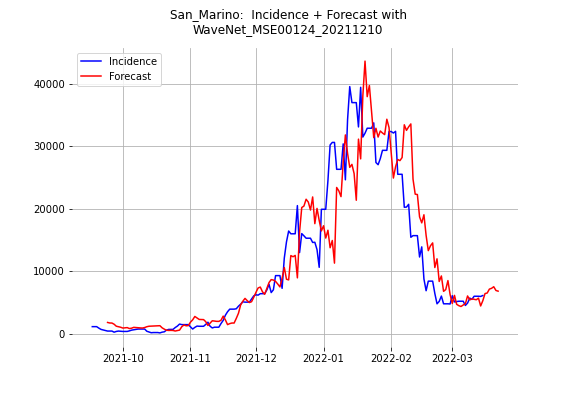 San_Marino:  Incidence + Forecast with
WaveNet_MSE00124_20211210
Incidence
Forecast
40000
30000
20000
10000
0
2021-10
2021-11
2021-12
2022-01
2022-02
2022-03